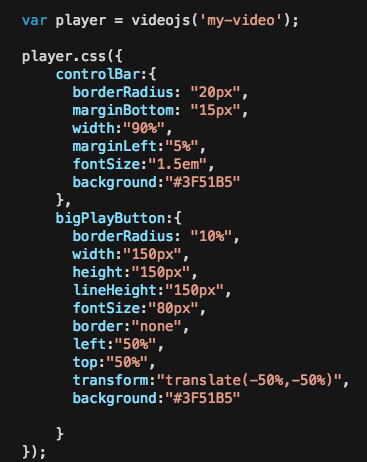 var player = videojs('my-video');
player.css({
    controlBar:{
      borderRadius: "20px",
      marginBottom: "15px",
      width:"90%",
      marginLeft:"5%",
      fontSize:"1.5em",
      background:"#3F51B5"
    },
    bigPlayButton:{
      borderRadius: "10%",
      width:"150px",
      height:"150px",
      lineHeight:"150px",
      fontSize:"80px",
      border:"none",
      left:"50%",
      top:"50%",
      transform:"translate(-50%,-50%)",
      background:"#3F51B5"
    }
});